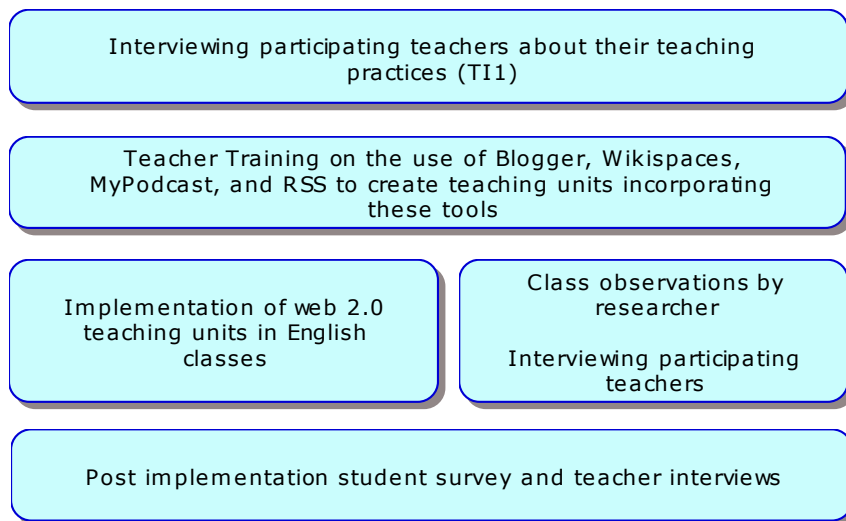 Interviewing participating teachers about their teaching
practices (TI1)
Teacher Training on the use of Blogger, Wikispaces,
MyPodcast, and RSS to create teaching units incorporating
these tools
Implementation of web 2.0
teaching units in English
classes
Class observations by
researcher
Interviewing participating
teachers
Post implementation student survey and teacher interviews